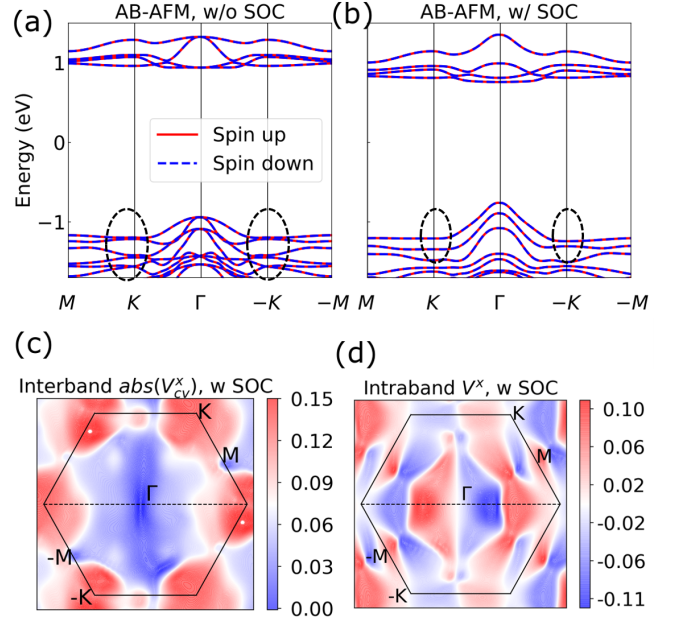 (a)
AB-AFM, w/o SOC
(b)
AB-AFM, w/ SOC
Energy (eV)
1
0
−1
Spin up
Spin down
M K Γ −K −M
M K Γ −K −M
(c)
Interband abs(V^x_cv), w SOC
K
M
Γ
-M
-K
0.15
0.12
0.09
0.06
0.03
0.00
(d)
Intraband V^x, w SOC
K
M
Γ
-M
-K
0.10
0.06
0.02
-0.02
-0.06
-0.11